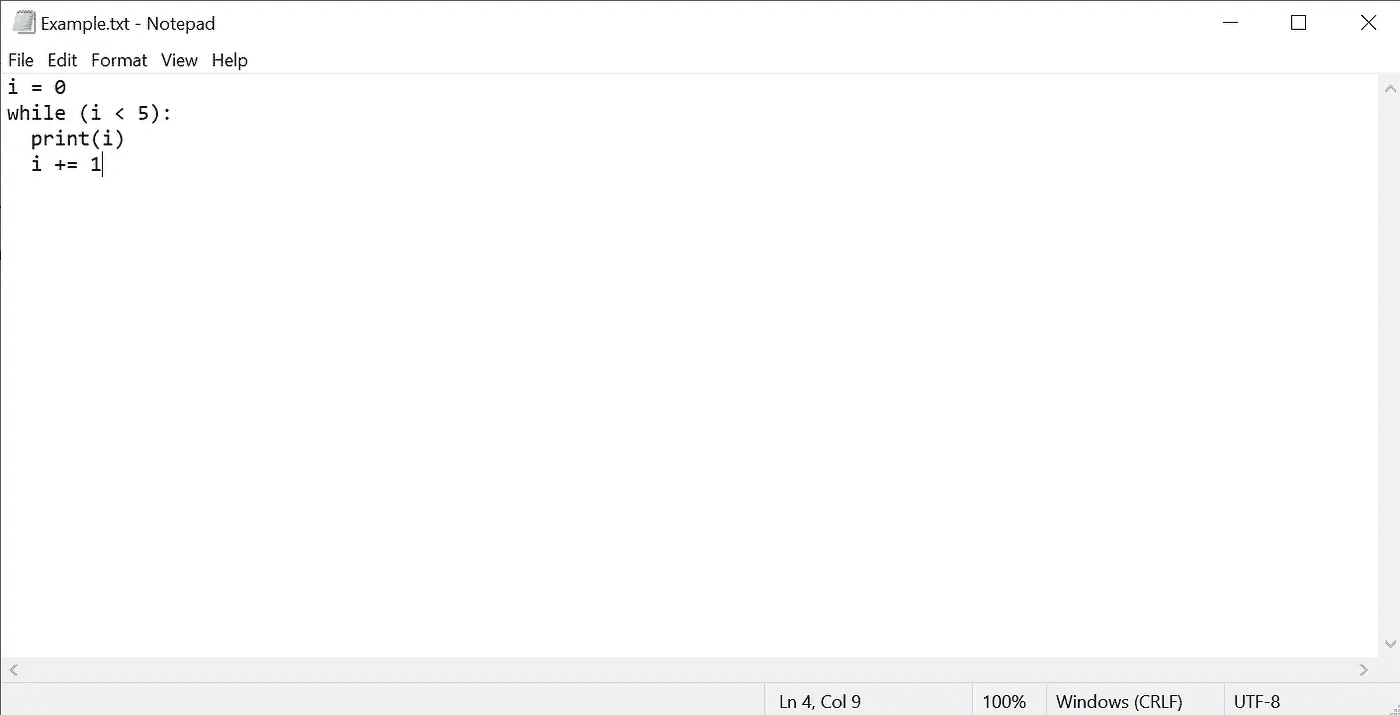 Example.txt - Notepad
File Edit Format View Help
i = 0
while (i < 5):
  print(i)
  i += 1
Ln 4, Col 9 100% Windows (CRLF) UTF-8